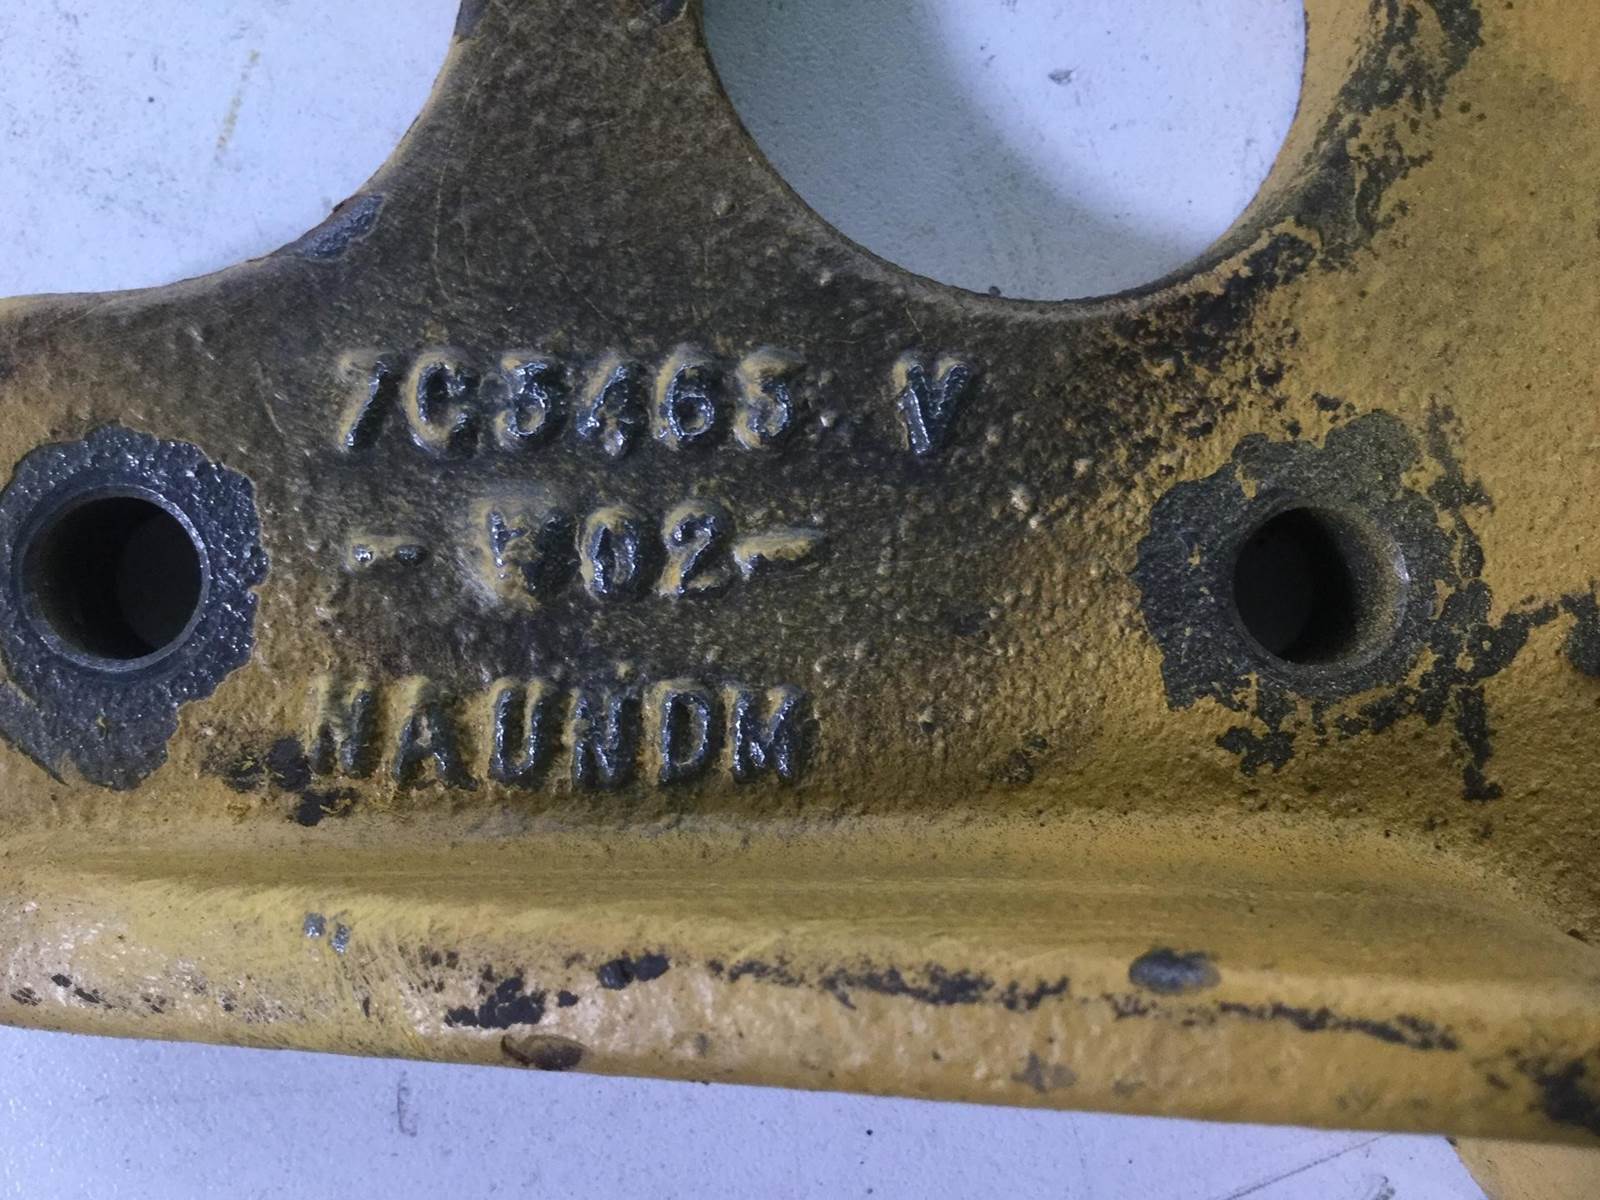 7C3465 V
- Y02 -
NAUNDM